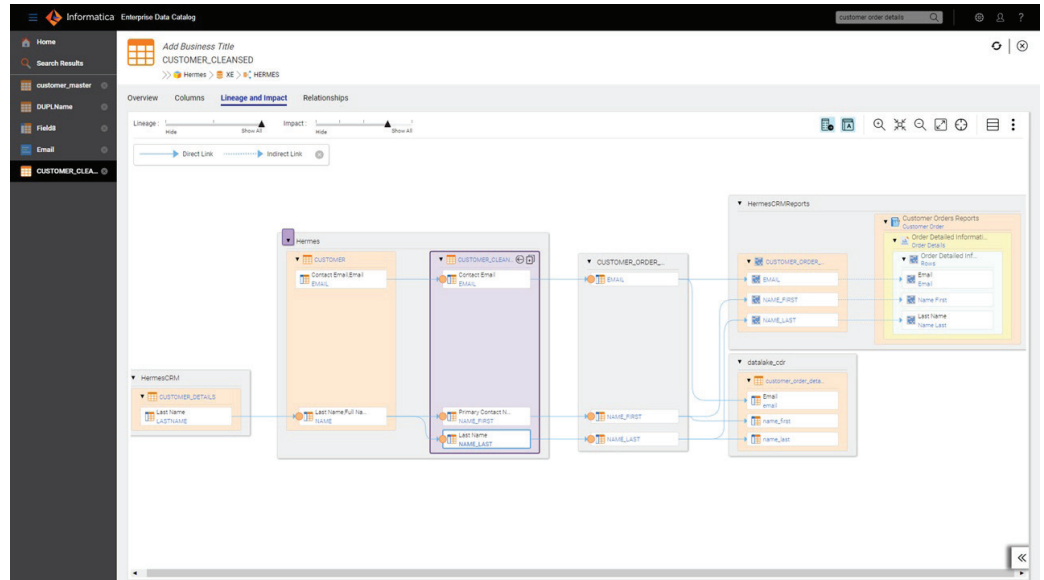 Informatica Enterprise Data Catalog
customer order details
?
Home
Search Results
customer_master
DUPLName
Field8
Email
CUSTOMER_CLEA...
Add Business Title
CUSTOMER_CLEANSED
Hermes
XE
HERMES
Overview Columns Lineage and Impact Relationships
Lineage: Hide Show All
Impact: Hide Show All
Direct Link Indirect Link
HermesCRM
CUSTOMER_DETAILS
Last Name
LASTNAME
Hermes
CUSTOMER
Contact Email,Email
EMAIL
Last Name,Full Na...
NAME
CUSTOMER_CLEAN...
Contact Email
EMAIL
Primary Contact N...
NAME_FIRST
Last Name
NAME_LAST
CUSTOMER_ORDER_...
EMAIL
NAME_FIRST
NAME_LAST
HermesCRMReports
CUSTOMER_ORDER_...
EMAIL
NAME_FIRST
NAME_LAST
Customer Orders Reports
Customer Order
Order Detailed Informati...
Order Details
Order Detailed Inf...
Rows
Email
Email
Name First
Last Name
Name Last
datalake_cdr
customer_order_deta...
Email
email
name_first
name_last